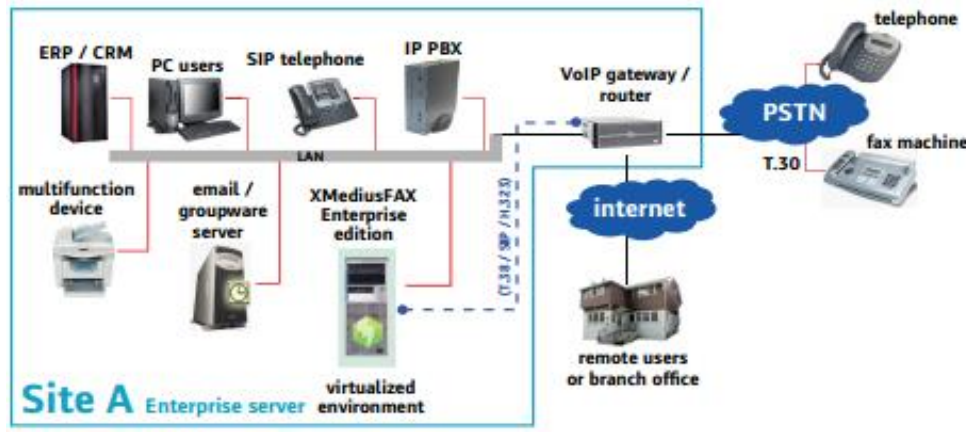 telephone
ERP / CRM
PC users
SIP telephone
IP PBX
VoIP gateway /
router
PSTN
fax machine
T.30
LAN
multifunction
device
email /
groupware
server
XMediusFAX
Enterprise
edition
(T.38 / SIP / H.323)
internet
remote users
or branch office
virtualized
environment
Site A Enterprise server